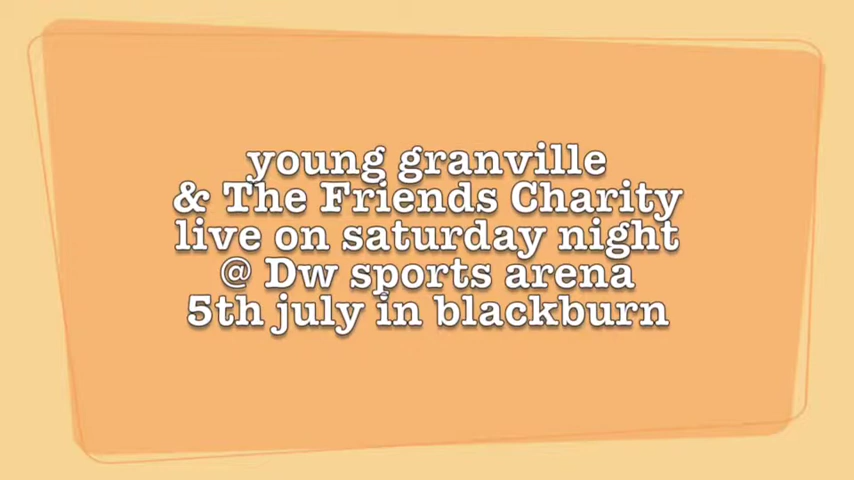 young granville
& The Friends Charity
live on saturday night
@ Dw sports arena
5th july in blackburn